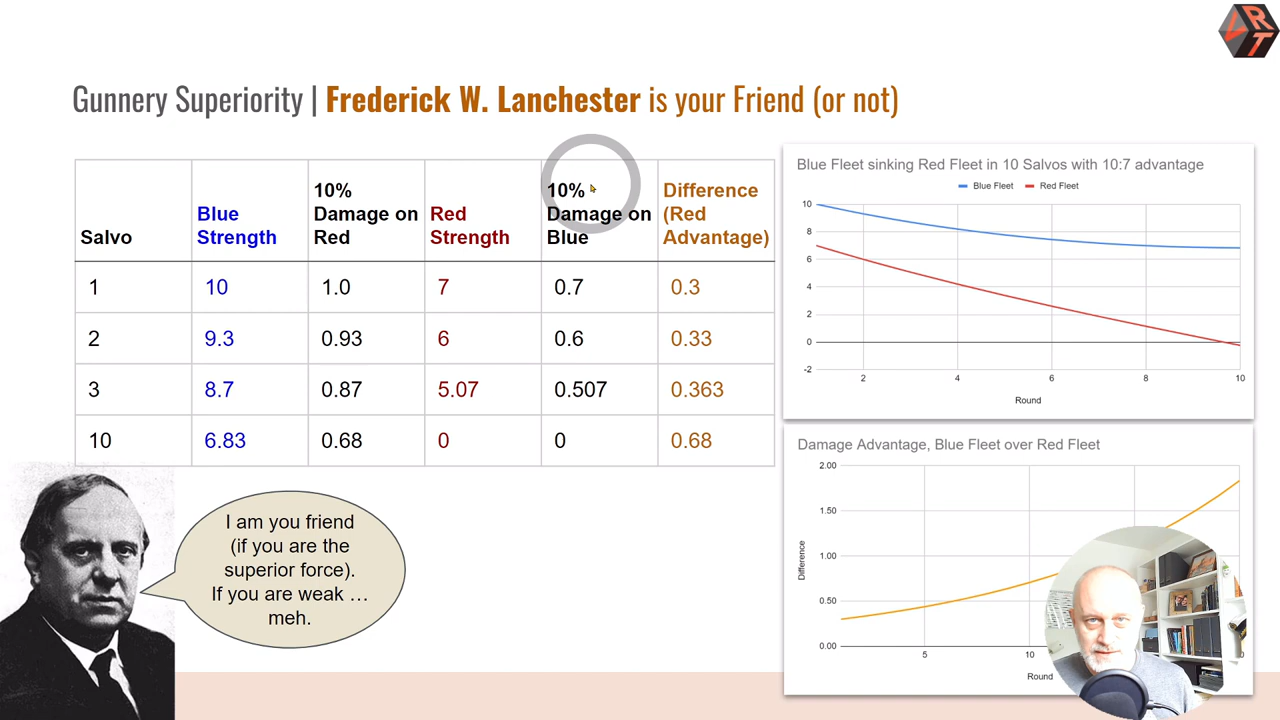 VRT
Gunnery Superiority | Frederick W. Lanchester is your Friend (or not)
Salvo
Blue
Strength
10%
Damage on
Red
Red
Strength
10%
Damage on
Blue
Difference
(Red
Advantage)
1 10 1.0 7 0.7 0.3
2 9.3 0.93 6 0.6 0.33
3 8.7 0.87 5.07 0.507 0.363
10 6.83 0.68 0 0 0.68
I am you friend
(if you are the
superior force).
If you are weak …
meh.
Blue Fleet sinking Red Fleet in 10 Salvos with 10:7 advantage
Blue Fleet Red Fleet
10
8
6
4
2
0
-2
2 4 6 8 10
Round
Damage Advantage, Blue Fleet over Red Fleet
2.00
1.50
1.00
0.50
0.00
Difference
5 10
Round